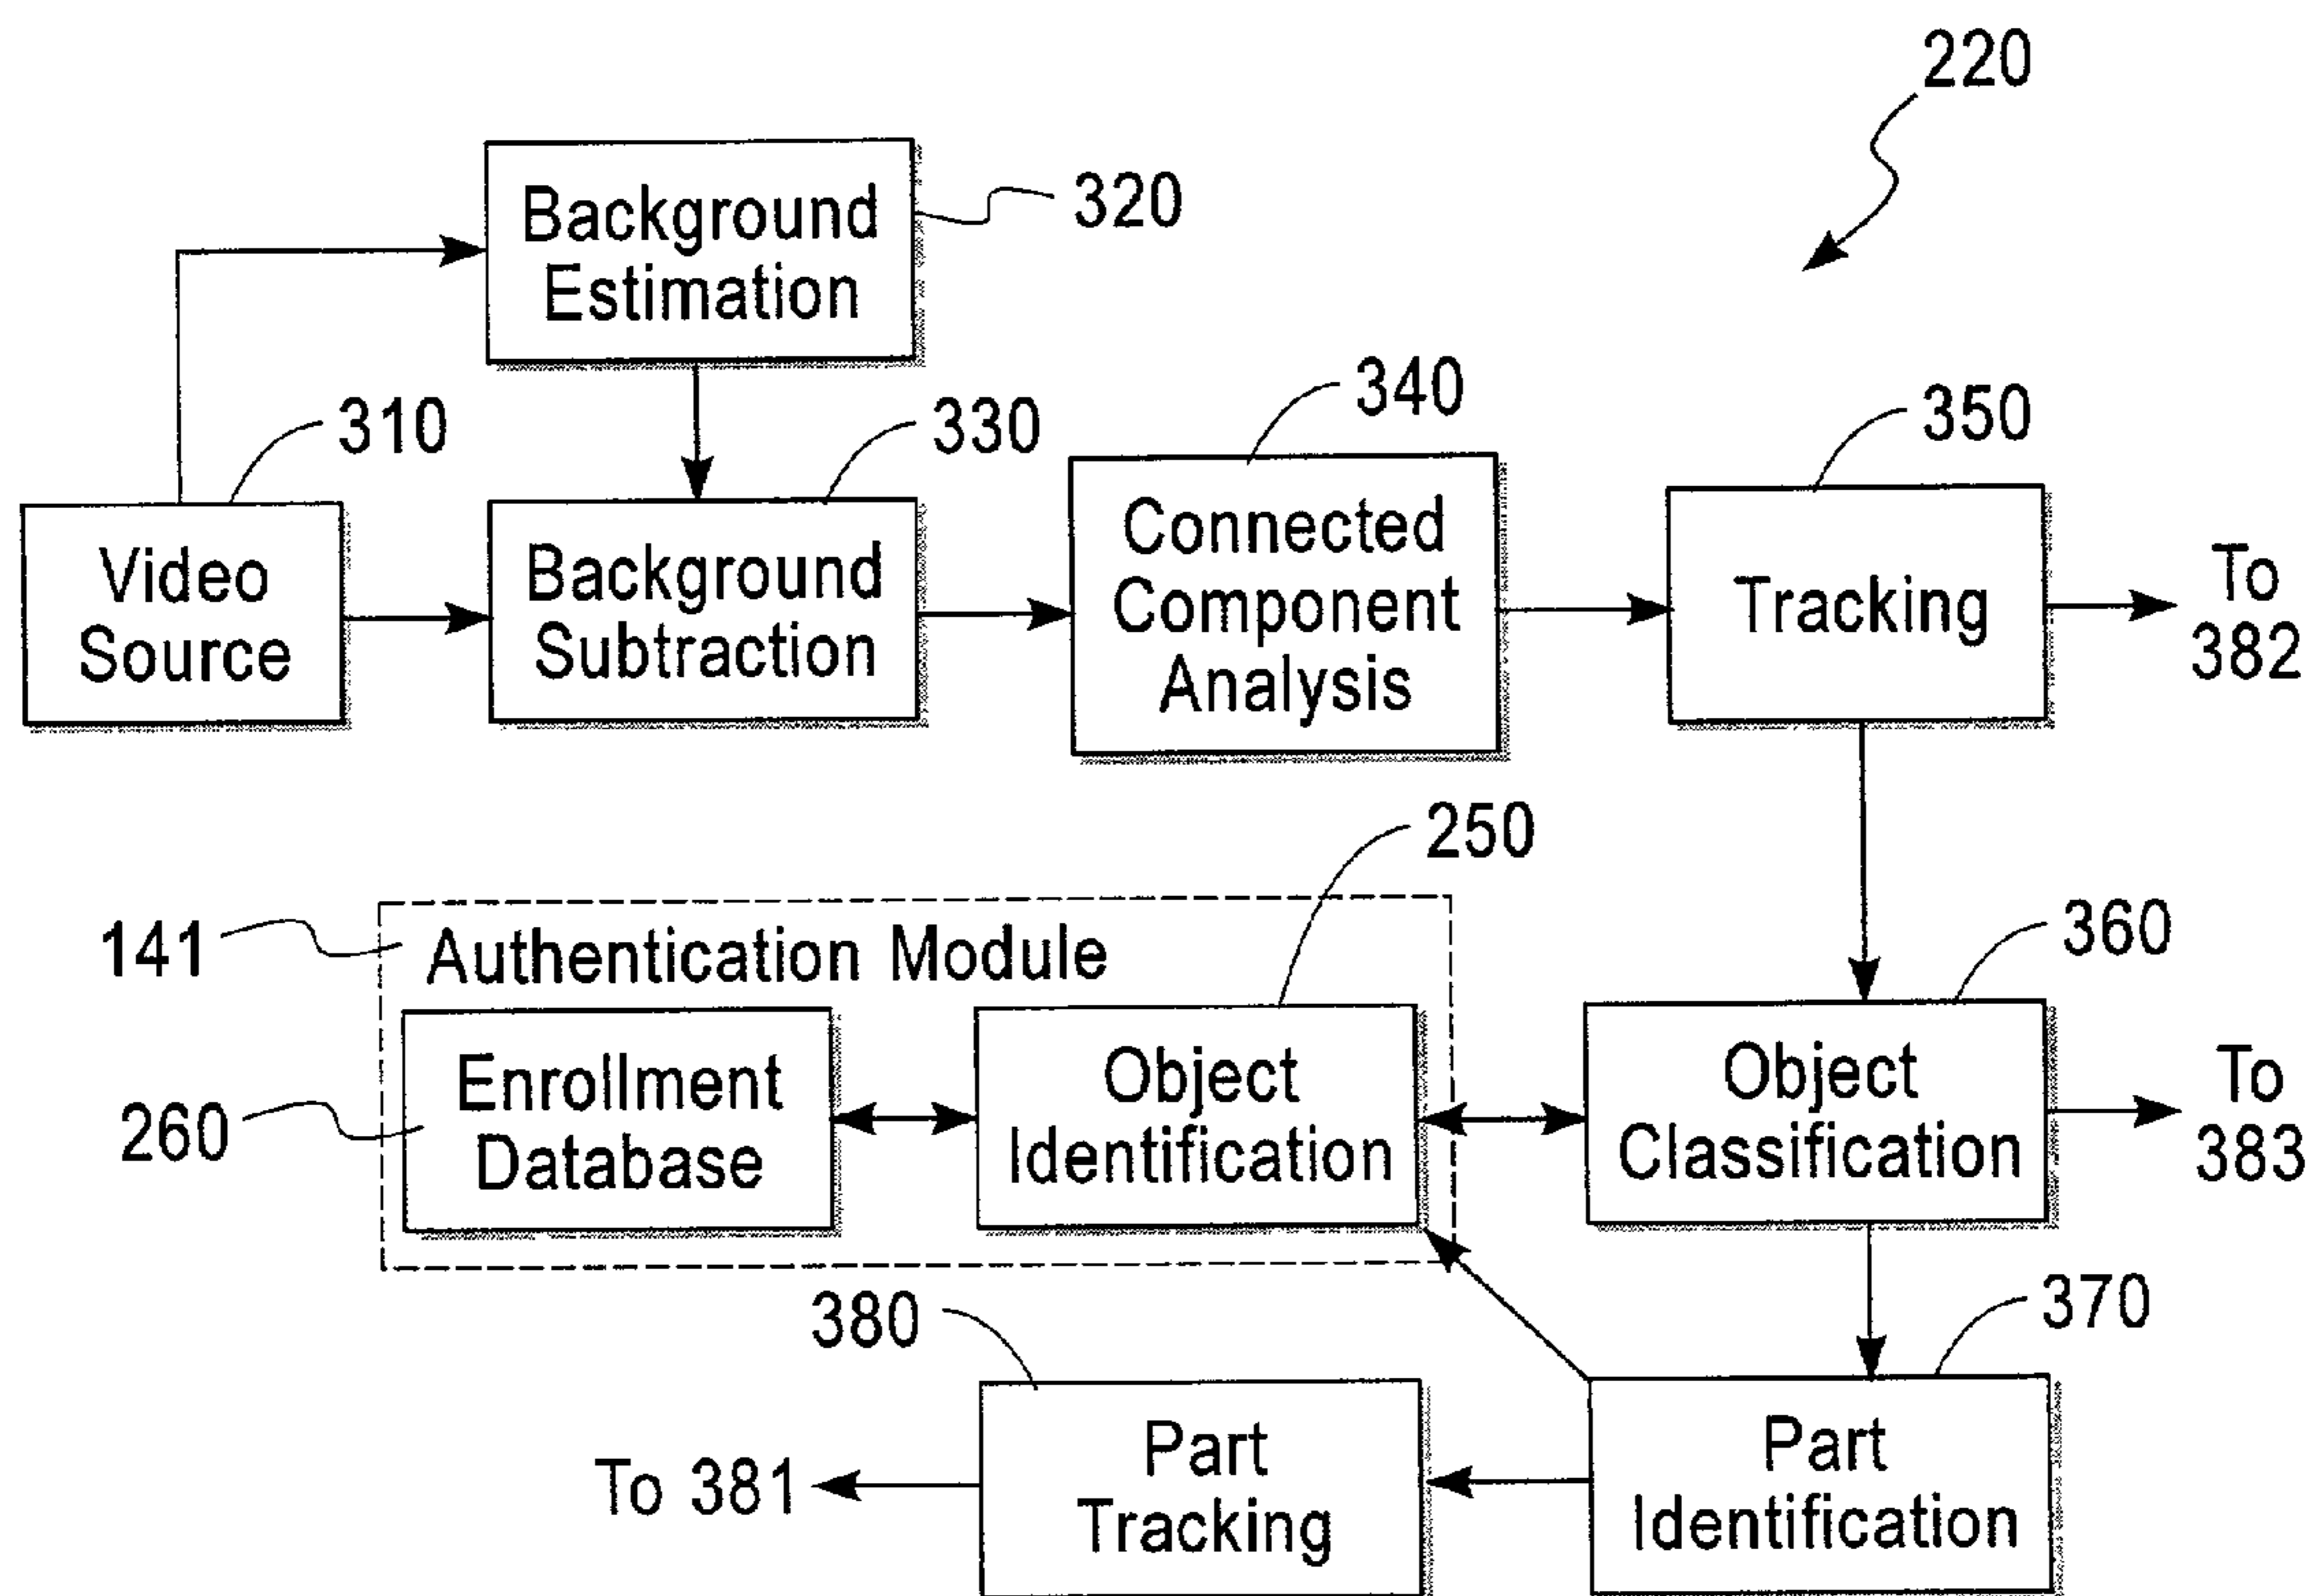 220
Background
Estimation
320
310
330
340
350
Video
Source
Background
Subtraction
Connected
Component
Analysis
Tracking
To
382
250
141
Authentication Module
360
260
Enrollment
Database
Object
Identification
Object
Classification
To
383
380
370
To 381
Part
Tracking
Part
Identification